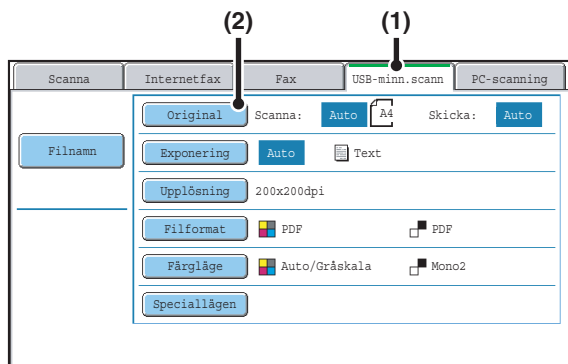 (2) (1)
Scanna Internetfax Fax USB-minn.scann PC-scanning
Original Scanna: Auto A4 Skicka: Auto
Filnamn Exponering Auto Text
Upplösning 200x200dpi
Filformat PDF PDF
Färgläge Auto/Gråskala Mono2
Speciallägen